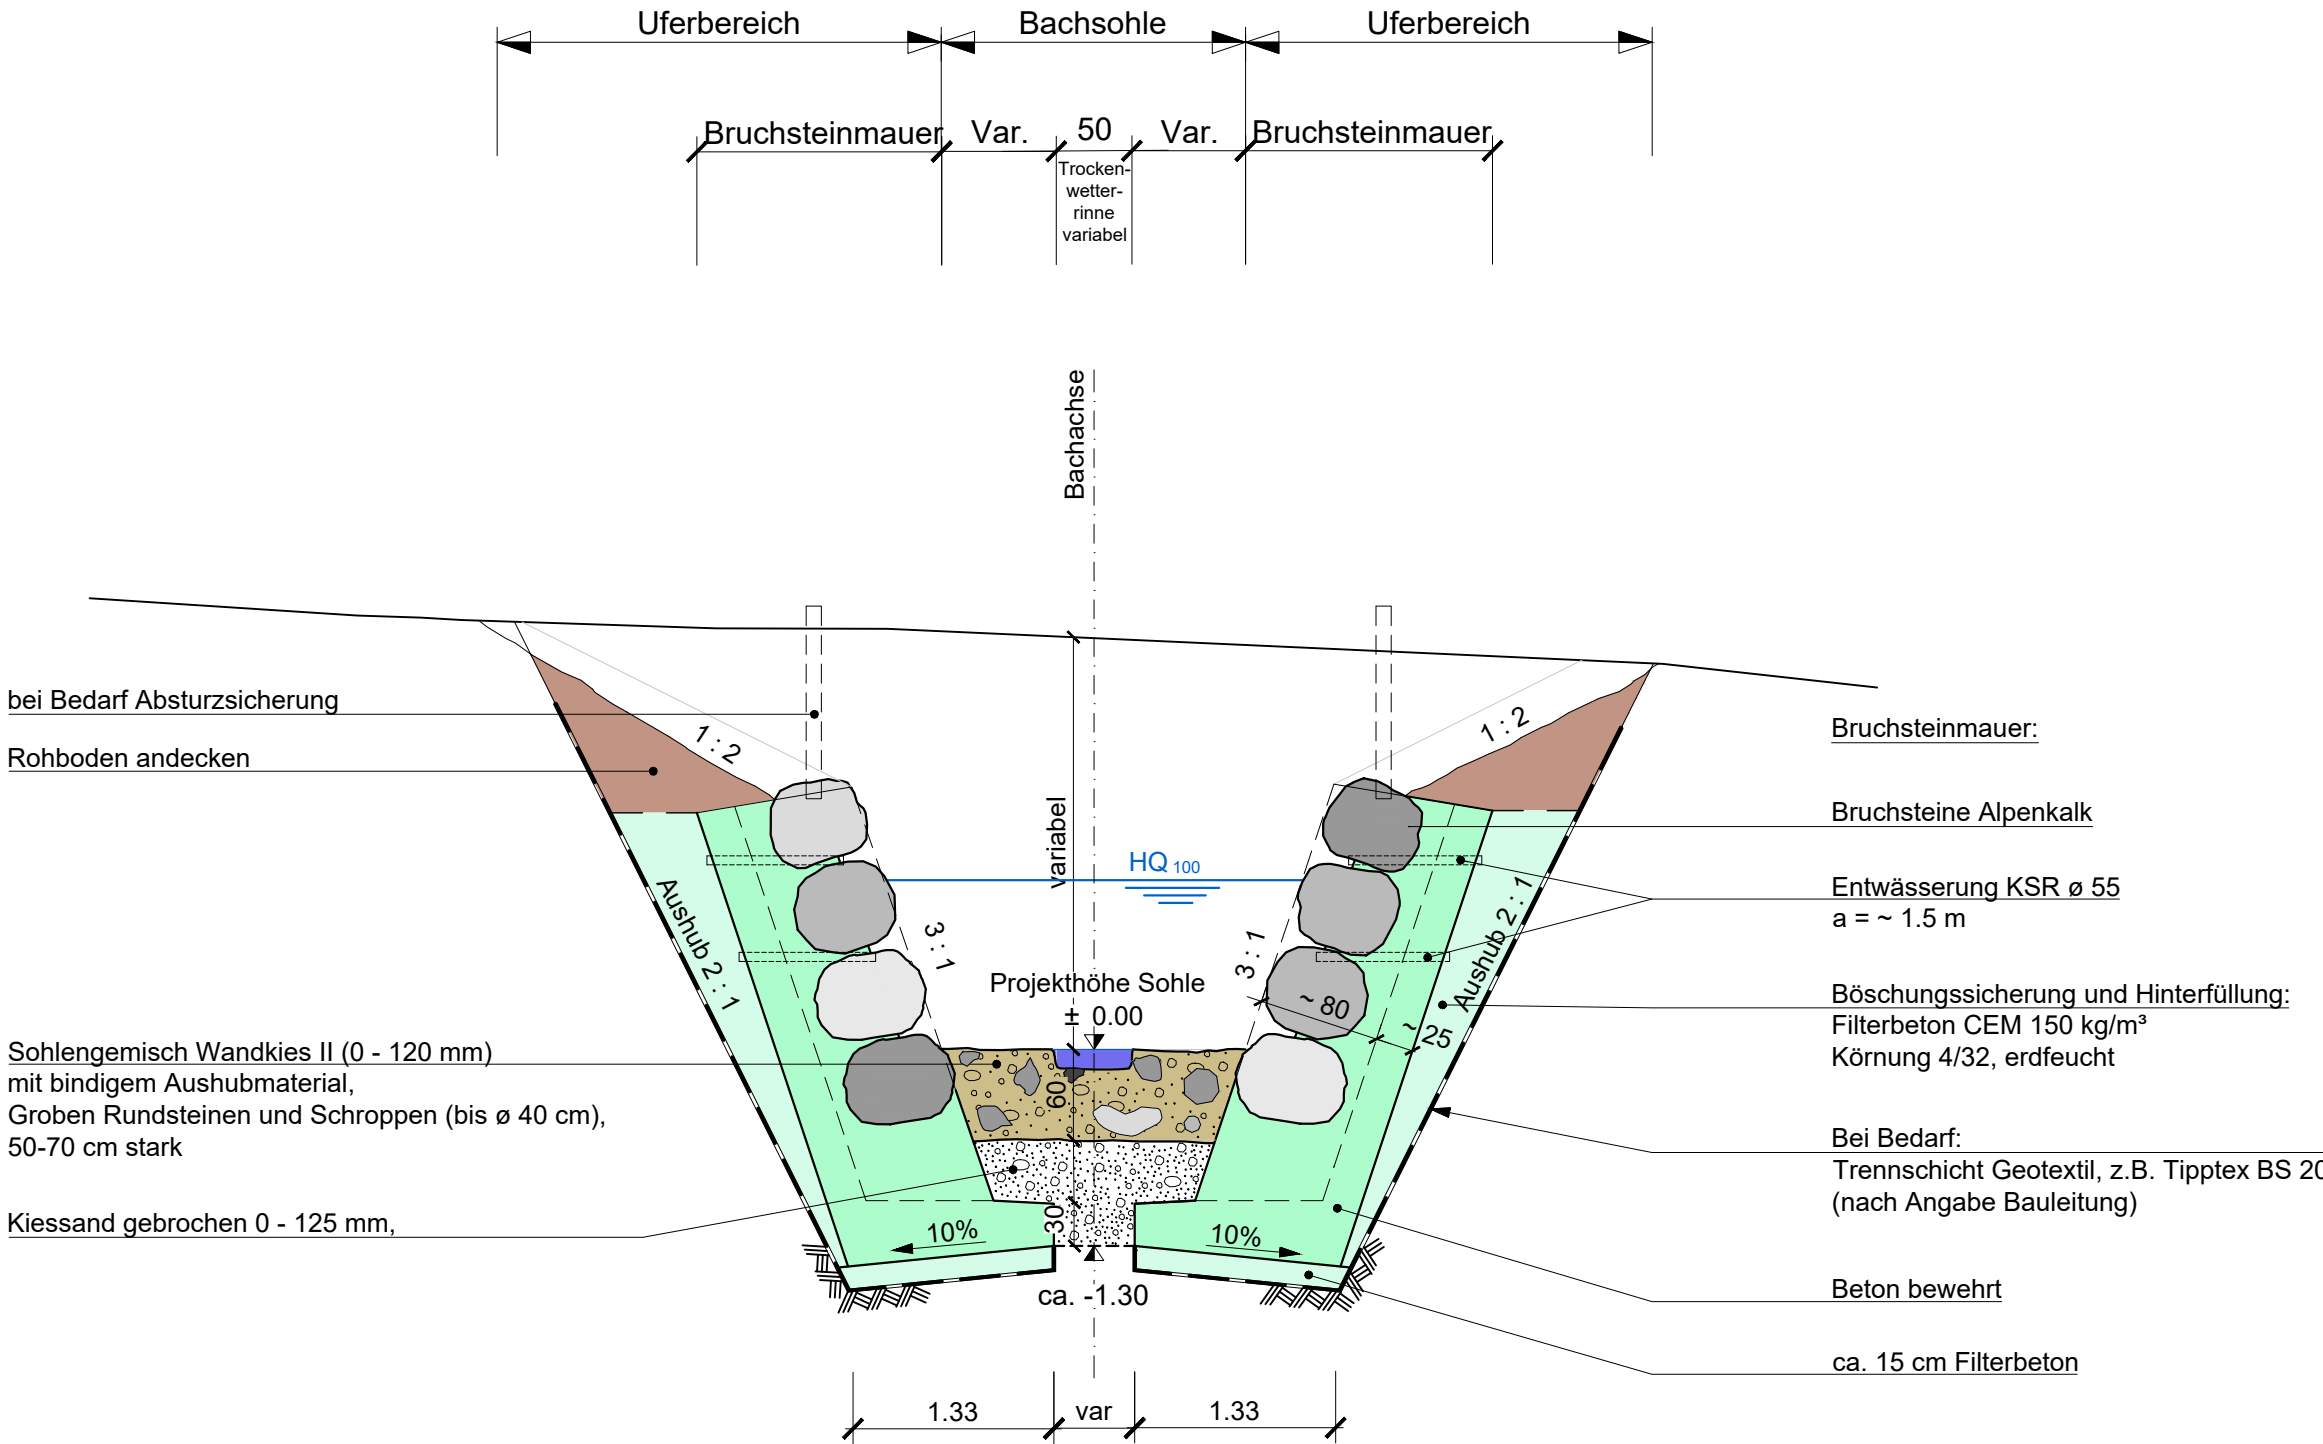 Uferbereich
Bachsohle
Uferbereich
Bruchsteinmauer
Var.
50
Var.
Bruchsteinmauer
Trocken-
wetter-
rinne
variabel
Bachachse
bei Bedarf Absturzsicherung
Rohboden andecken
1 : 2
1 : 2
Bruchsteinmauer:
Bruchsteine Alpenkalk
variabel
HQ 100
Entwässerung KSR ø 55
a = ~ 1.5 m
Aushub 2 : 1
3 : 1
3 : 1
Aushub 2 : 1
Projekthöhe Sohle
± 0.00
~ 80
~ 25
Böschungssicherung und Hinterfüllung:
Filterbeton CEM 150 kg/m³
Körnung 4/32, erdfeucht
Sohlengemisch Wandkies II (0 - 120 mm)
mit bindigem Aushubmaterial,
Groben Rundsteinen und Schroppen (bis ø 40 cm),
50-70 cm stark
60
Bei Bedarf:
Trennschicht Geotextil, z.B. Tipptex BS 20
(nach Angabe Bauleitung)
Kiessand gebrochen 0 - 125 mm,
30
10%
10%
ca. -1.30
Beton bewehrt
ca. 15 cm Filterbeton
1.33
var
1.33